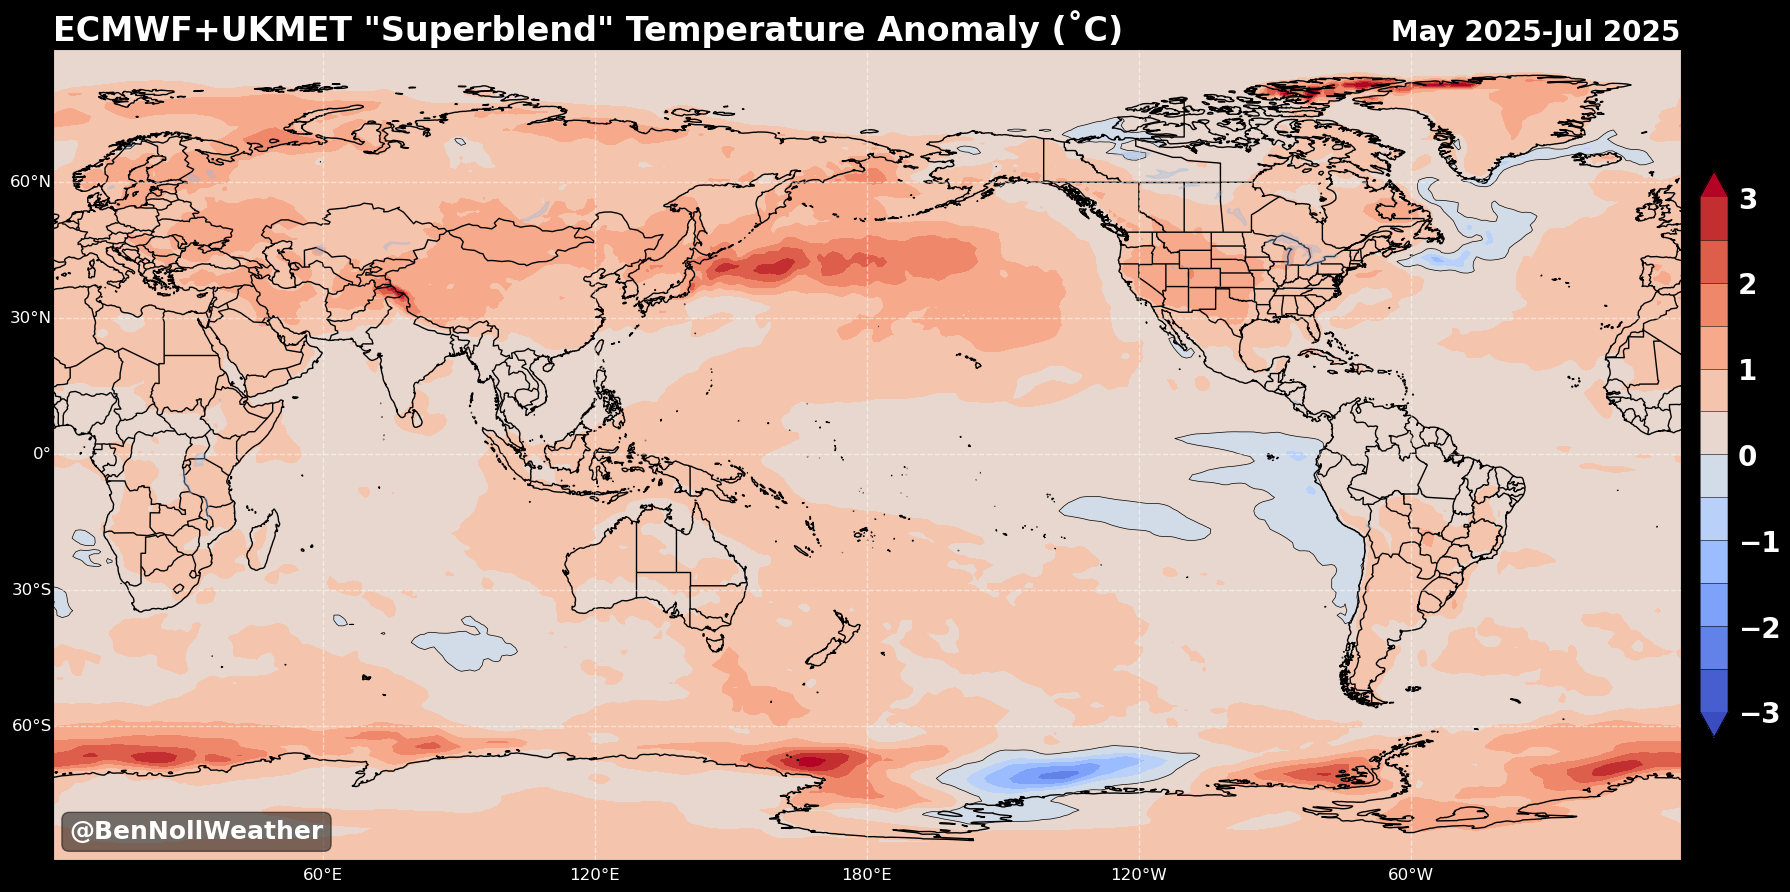 ECMWF+UKMET "Superblend" Temperature Anomaly (˚C)
May 2025-Jul 2025
60°N
30°N
0°
30°S
60°S
60°E
120°E
180°E
120°W
60°W
3
2
1
0
−1
−2
−3
@BenNollWeather